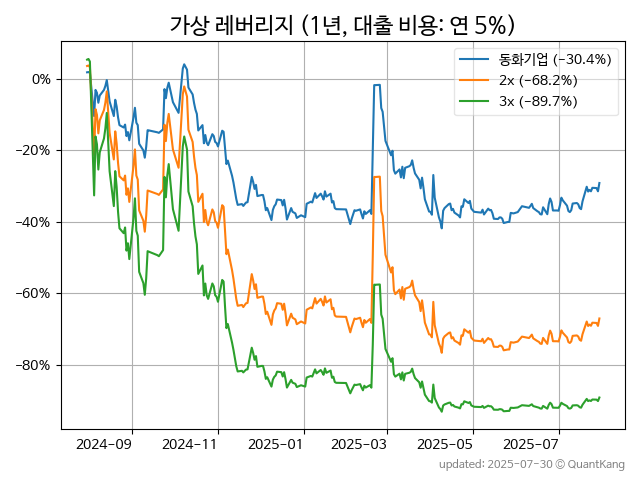 가상 레버리지 (1년, 대출 비용: 연 5%)
동화기업 (−30.4%)
2x (−68.2%)
3x (−89.7%)
0%
−20%
−40%
−60%
−80%
2024-09 2024-11 2025-01 2025-03 2025-05 2025-07
updated: 2025-07-30 © QuantKang